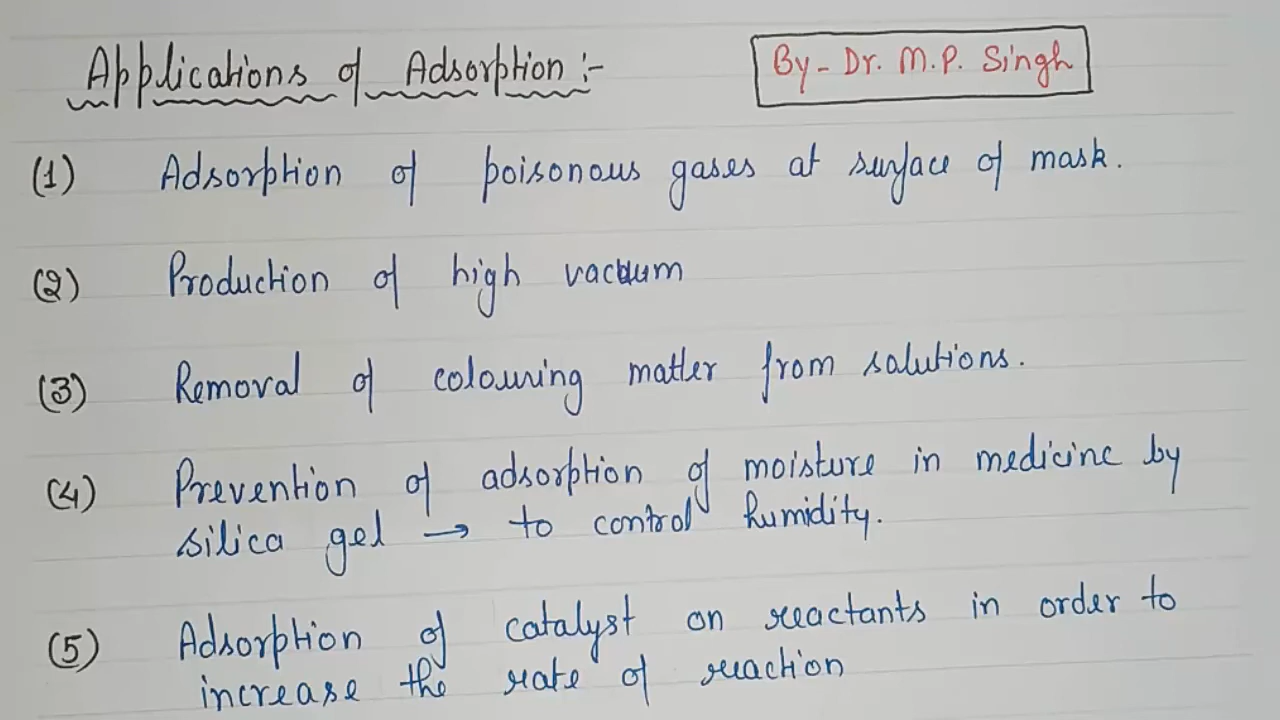 Applications of Adsorption :-
By - Dr. M.P. Singh
(1) Adsorption of poisonous gases at surface of mask.
(2) Production of high vacuum
(3) Removal of colouring matter from solutions.
(4) Prevention of adsorption of moisture in medicine by
silica gel → to control humidity.
(5) Adsorption of catalyst on reactants in order to
increase the rate of reaction